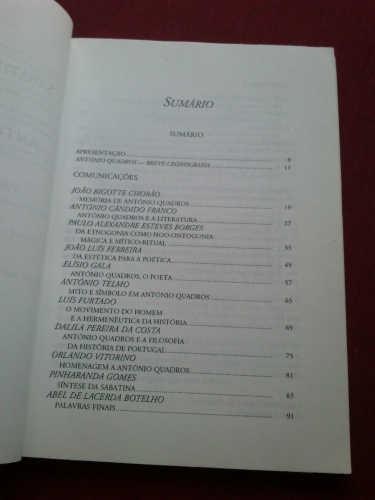 SUMÁRIO
SUMÁRIO
APRESENTAÇÃO 9
ANTÓNIO QUADROS — BREVE CRONOGRAFIA 11
COMUNICAÇÕES
JOÃO BIGOTTE CHORÃO
MEMÓRIA DE ANTÓNIO QUADROS 19
ANTÓNIO CÂNDIDO FRANCO
ANTÓNIO QUADROS E A LITERATURA 27
PAULO ALEXANDRE ESTEVES BORGES
DA ETNOGONIA COMO NOO-ONTOGONIA
MÁGICA E MÍTICO-RITUAL 35
JOÃO LUÍS FERREIRA
DA ESTÉTICA PARA A POÉTICA 49
ELÍSIO GALA
ANTÓNIO QUADROS, O POETA 57
ANTÓNIO TELMO
MITO E SÍMBOLO EM ANTÓNIO QUADROS 65
LUÍS FURTADO
O MOVIMENTO DO HOMEM
E A HERMENÊUTICA DA HISTÓRIA 69
DALILA PEREIRA DA COSTA
ANTÓNIO QUADROS E A FILOSOFIA
DA HISTÓRIA DE PORTUGAL 75
ORLANDO VITORINO
HOMENAGEM A ANTÓNIO QUADROS 81
PINHARANDA GOMES
SÍNTESE DA SABATINA 83
ABEL DE LACERDA BOTELHO
PALAVRAS FINAIS 91